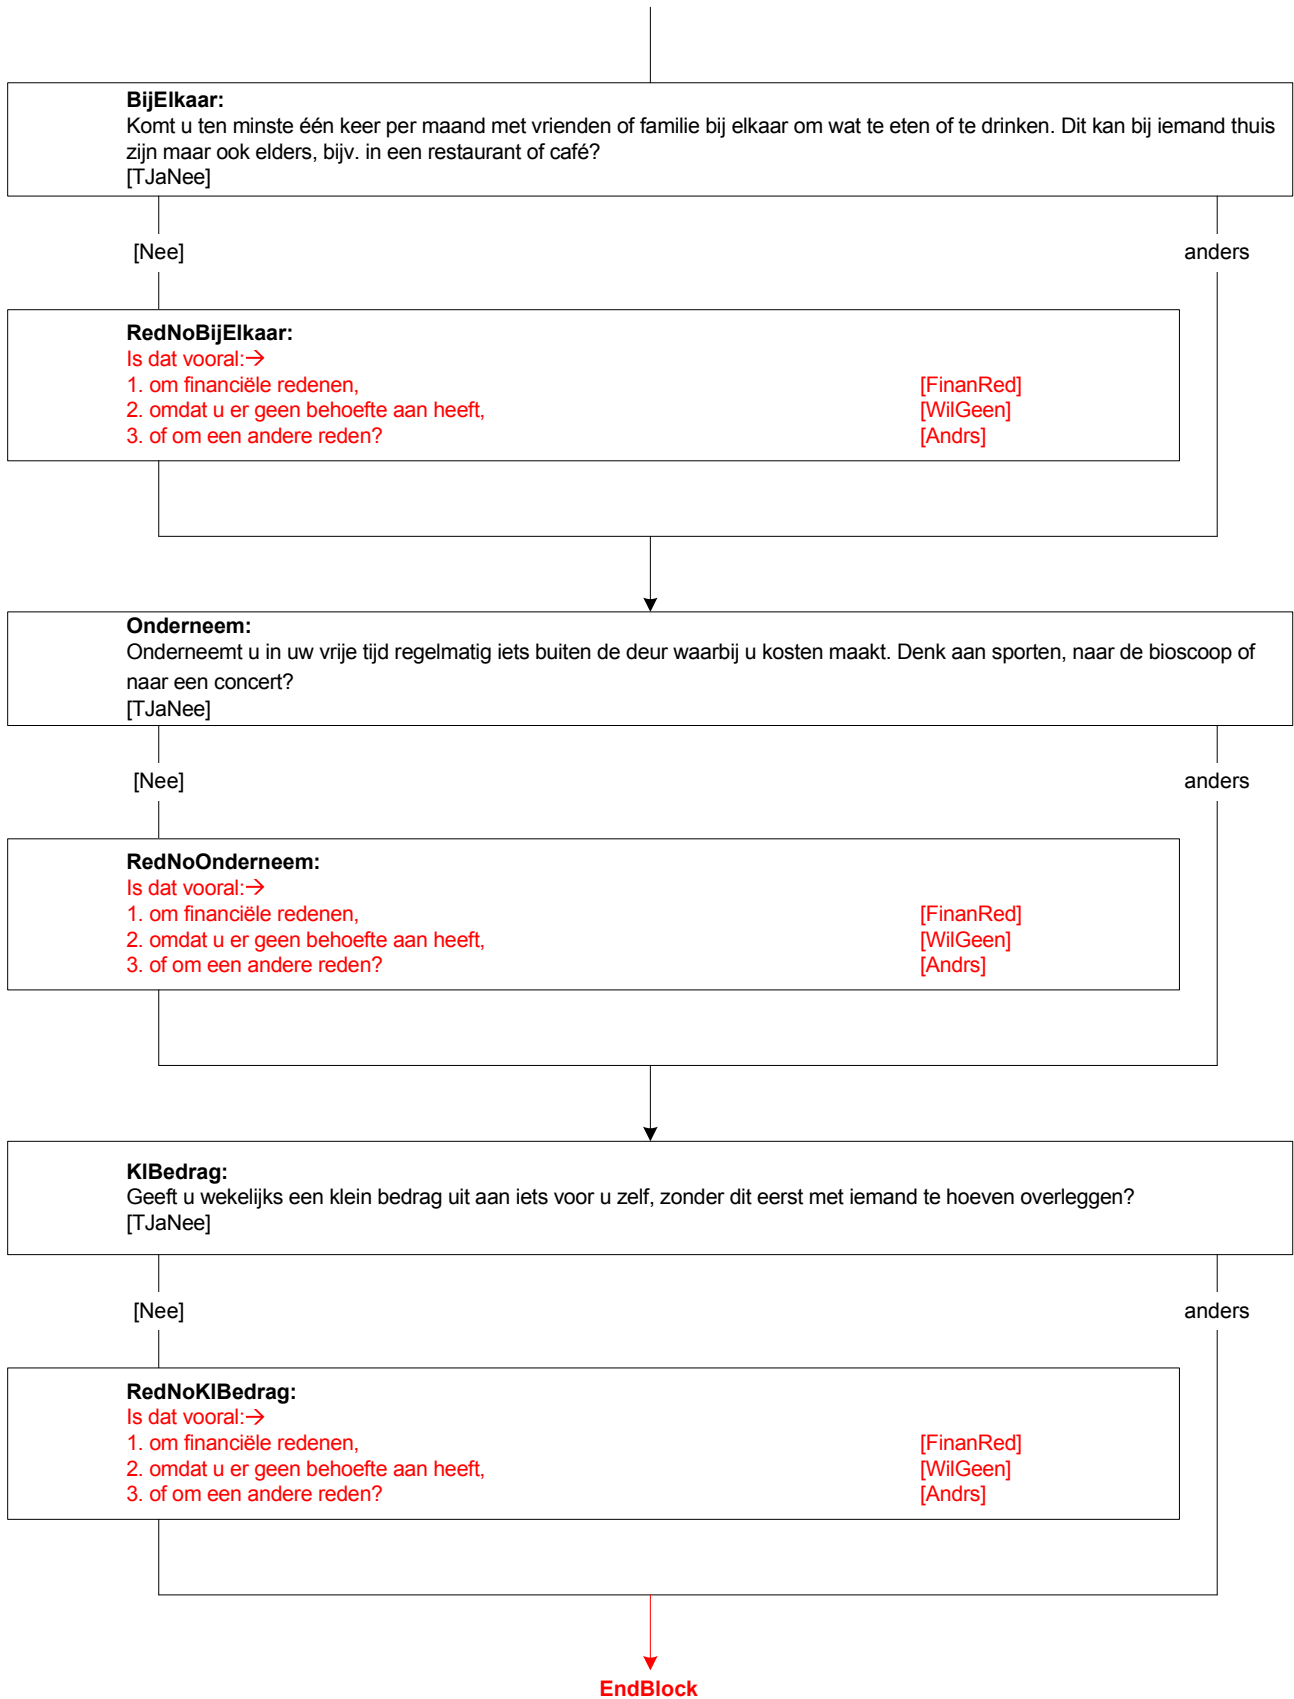 BijElkaar:
Komt u ten minste één keer per maand met vrienden of familie bij elkaar om wat te eten of te drinken. Dit kan bij iemand thuis
zijn maar ook elders, bijv. in een restaurant of café?
[TJaNee]
[Nee] anders
RedNoBijElkaar:
Is dat vooral:→
1. om financiële redenen, [FinanRed]
2. omdat u er geen behoefte aan heeft, [WilGeen]
3. of om een andere reden? [Andrs]
Onderneem:
Onderneemt u in uw vrije tijd regelmatig iets buiten de deur waarbij u kosten maakt. Denk aan sporten, naar de bioscoop of
naar een concert?
[TJaNee]
[Nee] anders
RedNoOnderneem:
Is dat vooral:→
1. om financiële redenen, [FinanRed]
2. omdat u er geen behoefte aan heeft, [WilGeen]
3. of om een andere reden? [Andrs]
KlBedrag:
Geeft u wekelijks een klein bedrag uit aan iets voor u zelf, zonder dit eerst met iemand te hoeven overleggen?
[TJaNee]
[Nee] anders
RedNoKlBedrag:
Is dat vooral:→
1. om financiële redenen, [FinanRed]
2. omdat u er geen behoefte aan heeft, [WilGeen]
3. of om een andere reden? [Andrs]
EndBlock